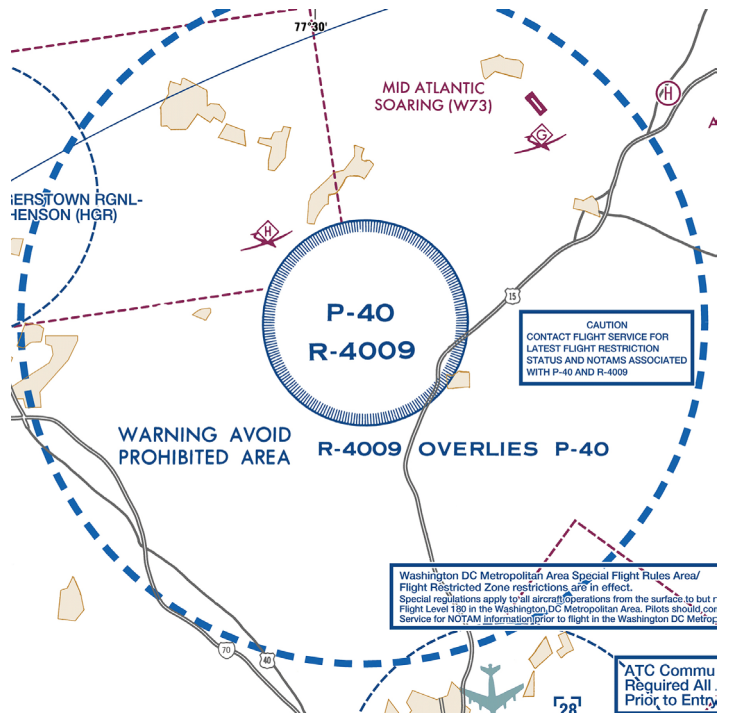 77°30'
MID ATLANTIC
SOARING (W73)
H
G
GERSTOWN RGNL-
HENSON (HGR)
H
A
P-40
R-4009
15
CAUTION
CONTACT FLIGHT SERVICE FOR
LATEST FLIGHT RESTRICTION
STATUS AND NOTAMS ASSOCIATED
WITH P-40 AND R-4009
WARNING AVOID
PROHIBITED AREA
R-4009 OVERLIES P-40
Washington DC Metropolitan Area Special Flight Rules Area/
Flight Restricted Zone restrictions are in effect.
Special regulations apply to all aircraft operations from the surface to but
Flight Level 180 in the Washington DC Metropolitan Area. Pilots should
Service for NOTAM information prior to flight in the Washington DC
70
40
ATC Commu
Required All
Prior to Entry
28